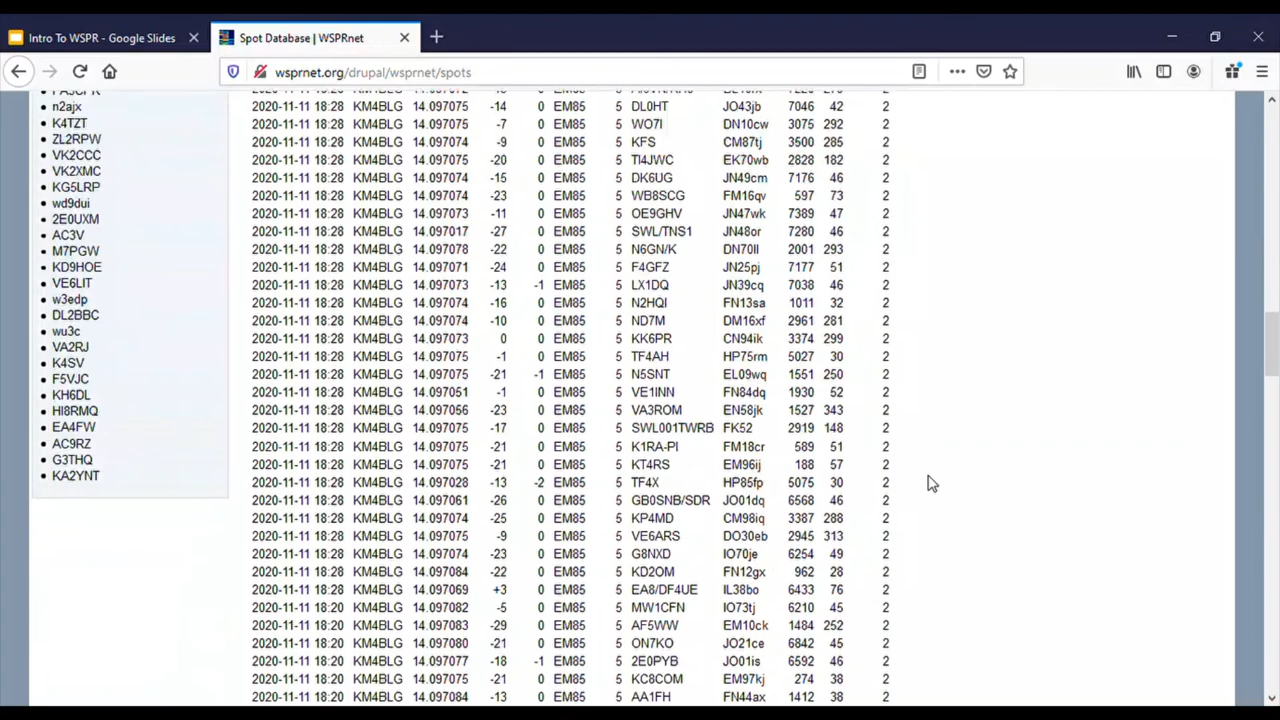 Intro To WSPR - Google Slides
Spot Database | WSPRnet
wsprnet.org/drupal/wsprnet/spots
n2ajx
K4TZT
ZL2RPW
VK2CCC
VK2XMC
KG5LRP
wd9dui
2E0UXM
AC3V
M7PGW
KD9HOE
VE6LIT
w3edp
DL2BBC
wu3c
VA2RJ
K4SV
F5VJC
KH6DL
HI8RMQ
EA4FW
AC9RZ
G3THQ
KA2YNT
2020-11-11 18:28 KM4BLG 14.097075 -14 0 EM85 5 DL0HT JO43jb 7046 42 2
2020-11-11 18:28 KM4BLG 14.097075 -7 0 EM85 5 WO7I DN10cw 3075 292 2
2020-11-11 18:28 KM4BLG 14.097074 -9 0 EM85 5 KFS CM87tj 3500 285 2
2020-11-11 18:28 KM4BLG 14.097075 -20 0 EM85 5 TI4JWC EK70wb 2828 182 2
2020-11-11 18:28 KM4BLG 14.097074 -15 0 EM85 5 DK6UG JN49cm 7176 46 2
2020-11-11 18:28 KM4BLG 14.097074 -23 0 EM85 5 WB8SCG FM16qv 597 73 2
2020-11-11 18:28 KM4BLG 14.097073 -11 0 EM85 5 OE9GHV JN47wk 7389 47 2
2020-11-11 18:28 KM4BLG 14.097017 -27 0 EM85 5 SWL/TNS1 JN48or 7280 46 2
2020-11-11 18:28 KM4BLG 14.097078 -22 0 EM85 5 N6GN/K DN70ll 2001 293 2
2020-11-11 18:28 KM4BLG 14.097071 -24 0 EM85 5 F4GFZ JN25pj 7177 51 2
2020-11-11 18:28 KM4BLG 14.097073 -13 -1 EM85 5 LX1DQ JN39cq 7038 46 2
2020-11-11 18:28 KM4BLG 14.097074 -16 0 EM85 5 N2HQI FN13sa 1011 32 2
2020-11-11 18:28 KM4BLG 14.097074 -10 0 EM85 5 ND7M DM16xf 2961 281 2
2020-11-11 18:28 KM4BLG 14.097073 0 0 EM85 5 KK6PR CN94ik 3374 299 2
2020-11-11 18:28 KM4BLG 14.097075 -1 0 EM85 5 TF4AH HP75rm 5027 30 2
2020-11-11 18:28 KM4BLG 14.097075 -21 -1 EM85 5 N5SNT EL09wq 1551 250 2
2020-11-11 18:28 KM4BLG 14.097051 -1 0 EM85 5 VE1INN FN84dq 1930 52 2
2020-11-11 18:28 KM4BLG 14.097056 -23 0 EM85 5 VA3ROM EN58jk 1527 343 2
2020-11-11 18:28 KM4BLG 14.097075 -17 0 EM85 5 SWL001TWRB FK52 2919 148 2
2020-11-11 18:28 KM4BLG 14.097075 -21 0 EM85 5 K1RA-PI FM18cr 589 51 2
2020-11-11 18:28 KM4BLG 14.097075 -21 0 EM85 5 KT4RS EM96ij 188 57 2
2020-11-11 18:28 KM4BLG 14.097028 -13 -2 EM85 5 TF4X HP85fp 5075 30 2
2020-11-11 18:28 KM4BLG 14.097061 -26 0 EM85 5 GB0SNB/SDR JO01dq 6568 46 2
2020-11-11 18:28 KM4BLG 14.097074 -25 0 EM85 5 KP4MD CM98iq 3387 288 2
2020-11-11 18:28 KM4BLG 14.097075 -9 0 EM85 5 VE6ARS DO30eb 2945 313 2
2020-11-11 18:28 KM4BLG 14.097074 -23 0 EM85 5 G8NXD IO70je 6254 49 2
2020-11-11 18:28 KM4BLG 14.097084 -22 0 EM85 5 KD2OM FN12gx 962 28 2
2020-11-11 18:28 KM4BLG 14.097069 +3 0 EM85 5 EA8/DF4UE IL38bo 6433 76 2
2020-11-11 18:20 KM4BLG 14.097082 -5 0 EM85 5 MW1CFN IO73tj 6210 45 2
2020-11-11 18:20 KM4BLG 14.097083 -29 0 EM85 5 AF5WW EM10ck 1484 252 2
2020-11-11 18:20 KM4BLG 14.097080 -21 0 EM85 5 ON7KO JO21ce 6842 45 2
2020-11-11 18:20 KM4BLG 14.097077 -18 -1 EM85 5 2E0PYB JO01is 6592 46 2
2020-11-11 18:20 KM4BLG 14.097075 -21 0 EM85 5 KC8COM EM97kj 274 38 2
2020-11-11 18:20 KM4BLG 14.097084 -13 0 EM85 5 AA1FH FN44ax 1412 38 2